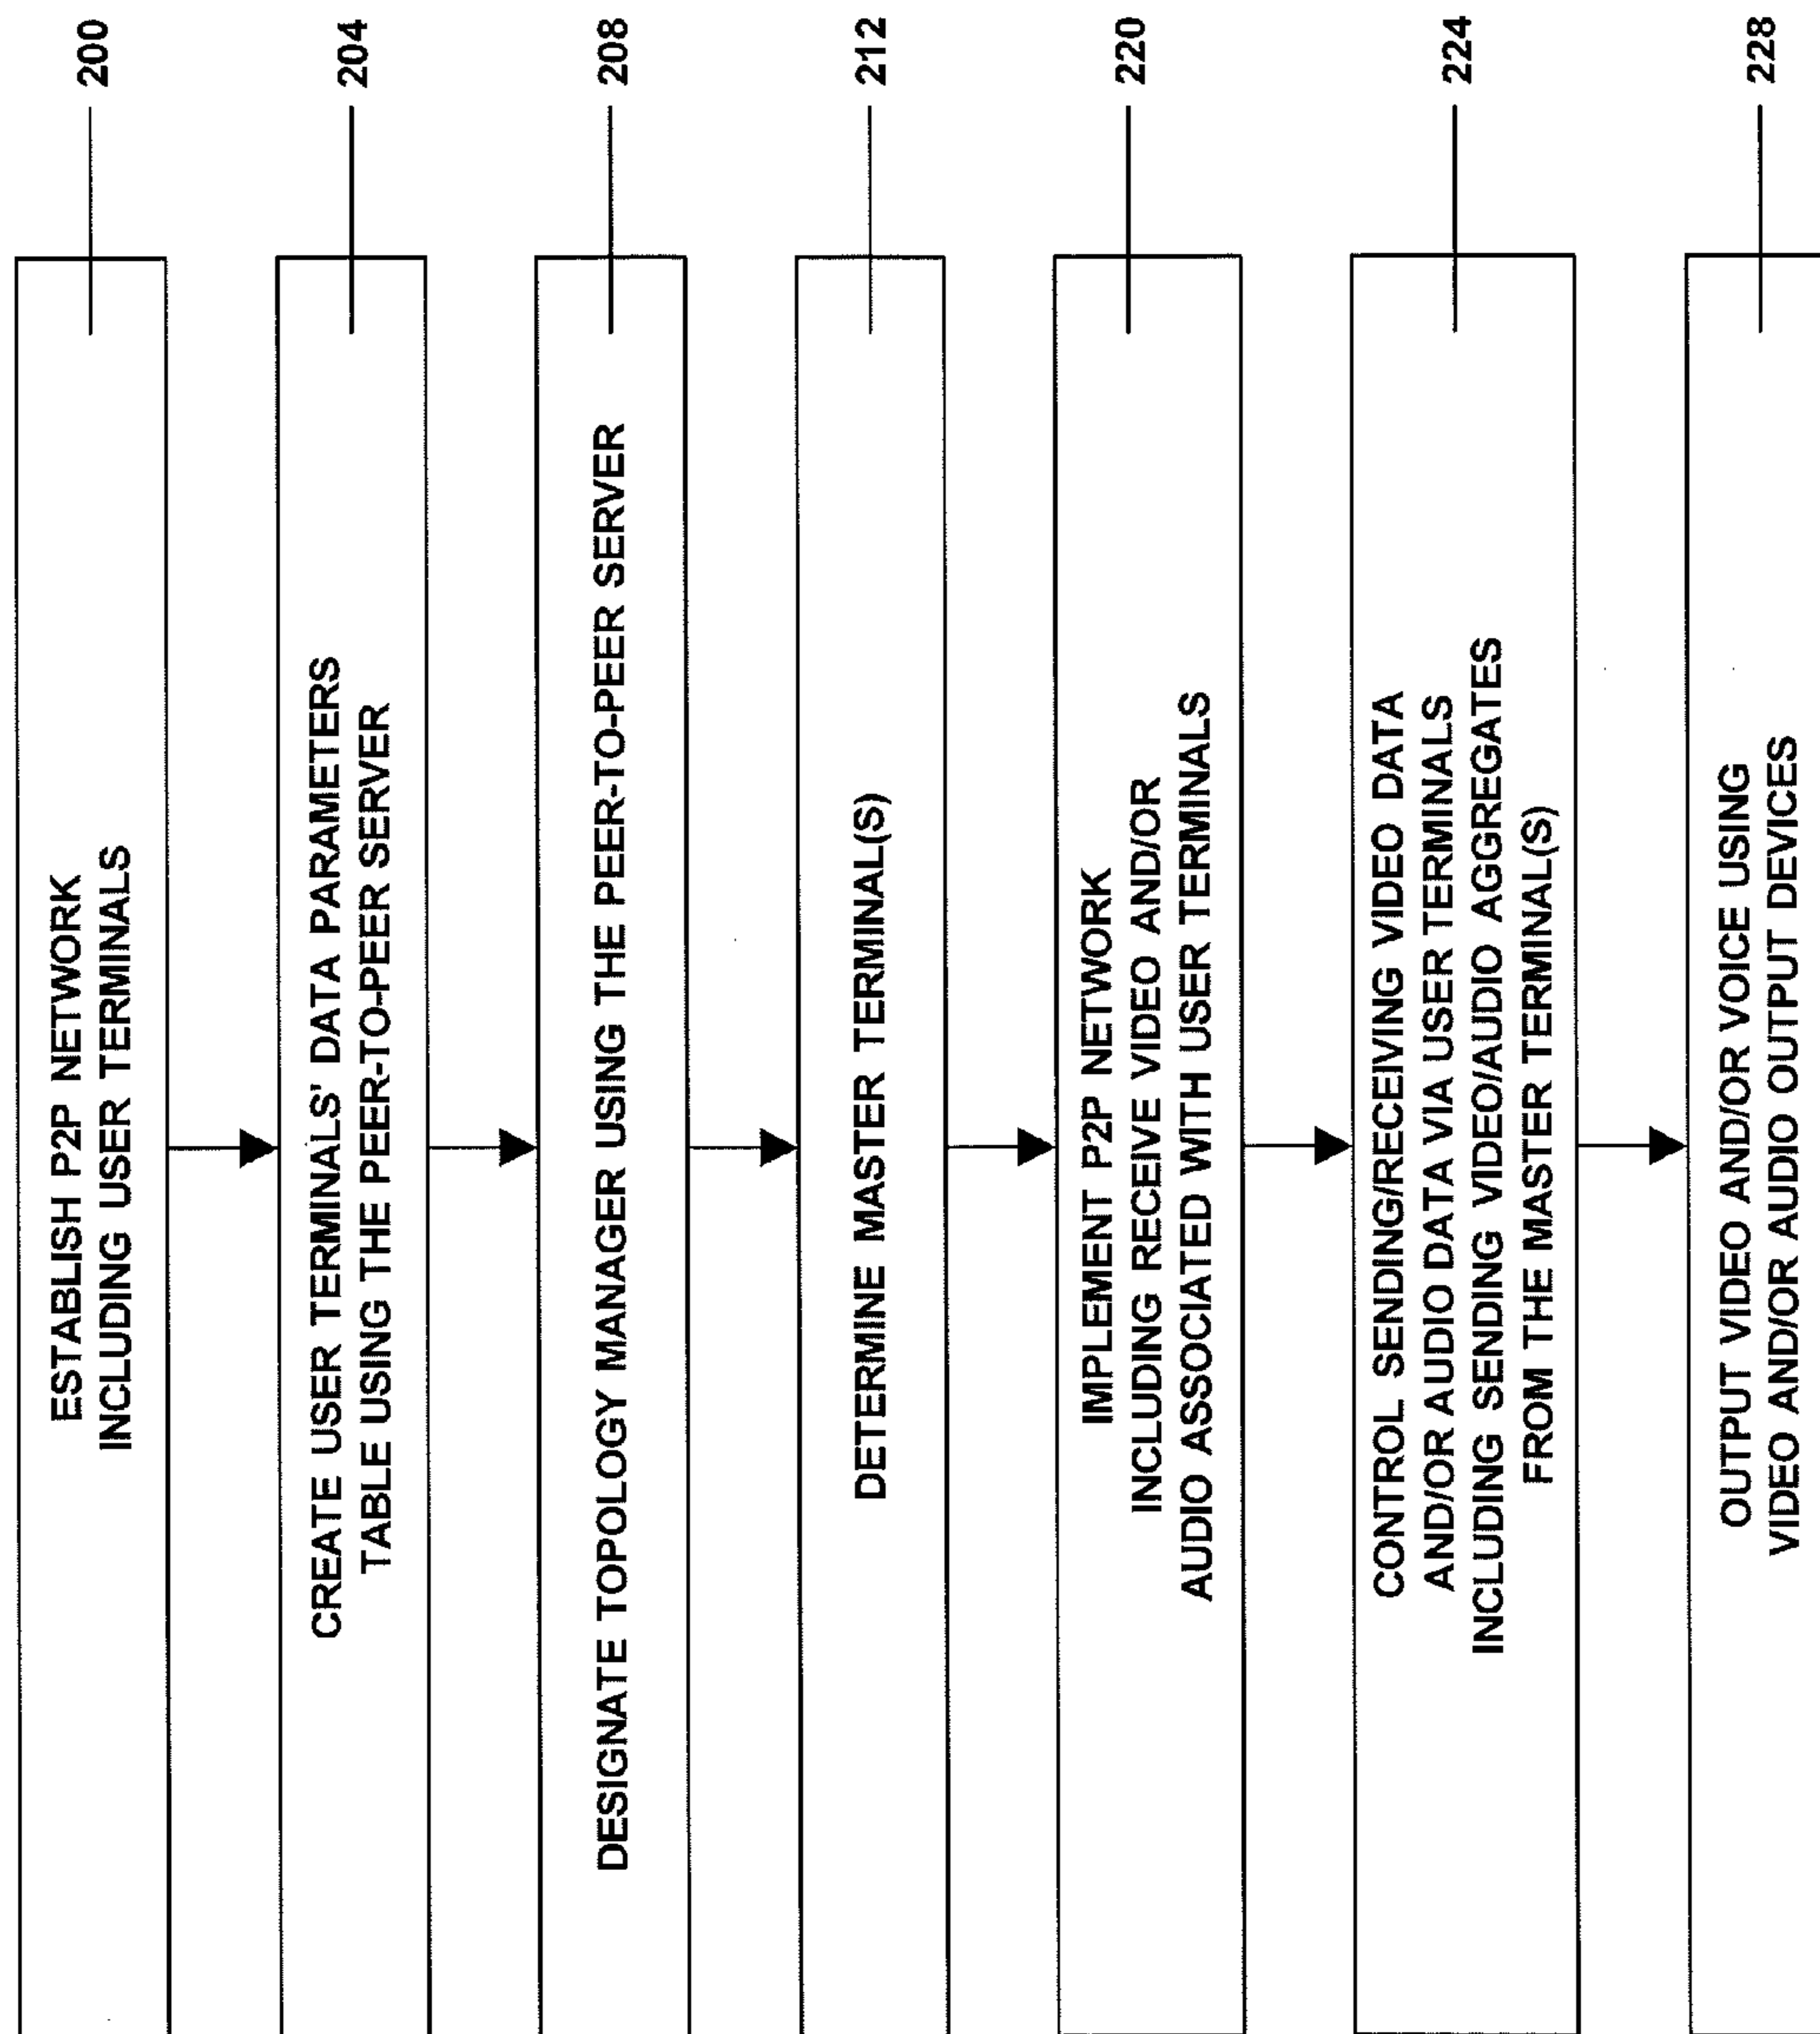 ESTABLISH P2P NETWORK
INCLUDING USER TERMINALS
200
CREATE USER TERMINALS' DATA PARAMETERS
TABLE USING THE PEER-TO-PEER SERVER
204
DESIGNATE TOPOLOGY MANAGER USING THE PEER-TO-PEER SERVER
208
DETERMINE MASTER TERMINAL(S)
212
IMPLEMENT P2P NETWORK
INCLUDING RECEIVE VIDEO AND/OR
AUDIO ASSOCIATED WITH USER TERMINALS
220
CONTROL SENDING/RECEIVING VIDEO DATA
AND/OR AUDIO DATA VIA USER TERMINALS
INCLUDING SENDING VIDEO/AUDIO AGGREGATES
FROM THE MASTER TERMINAL(S)
224
OUTPUT VIDEO AND/OR VOICE USING
VIDEO AND/OR AUDIO OUTPUT DEVICES
228